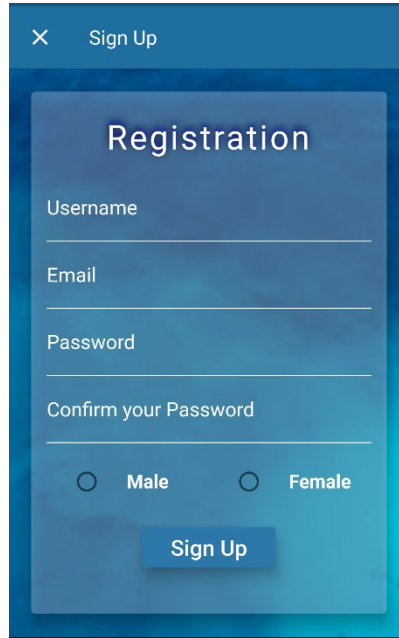 Sign Up
Registration
Username
Email
Password
Confirm your Password
Male Female
Sign Up